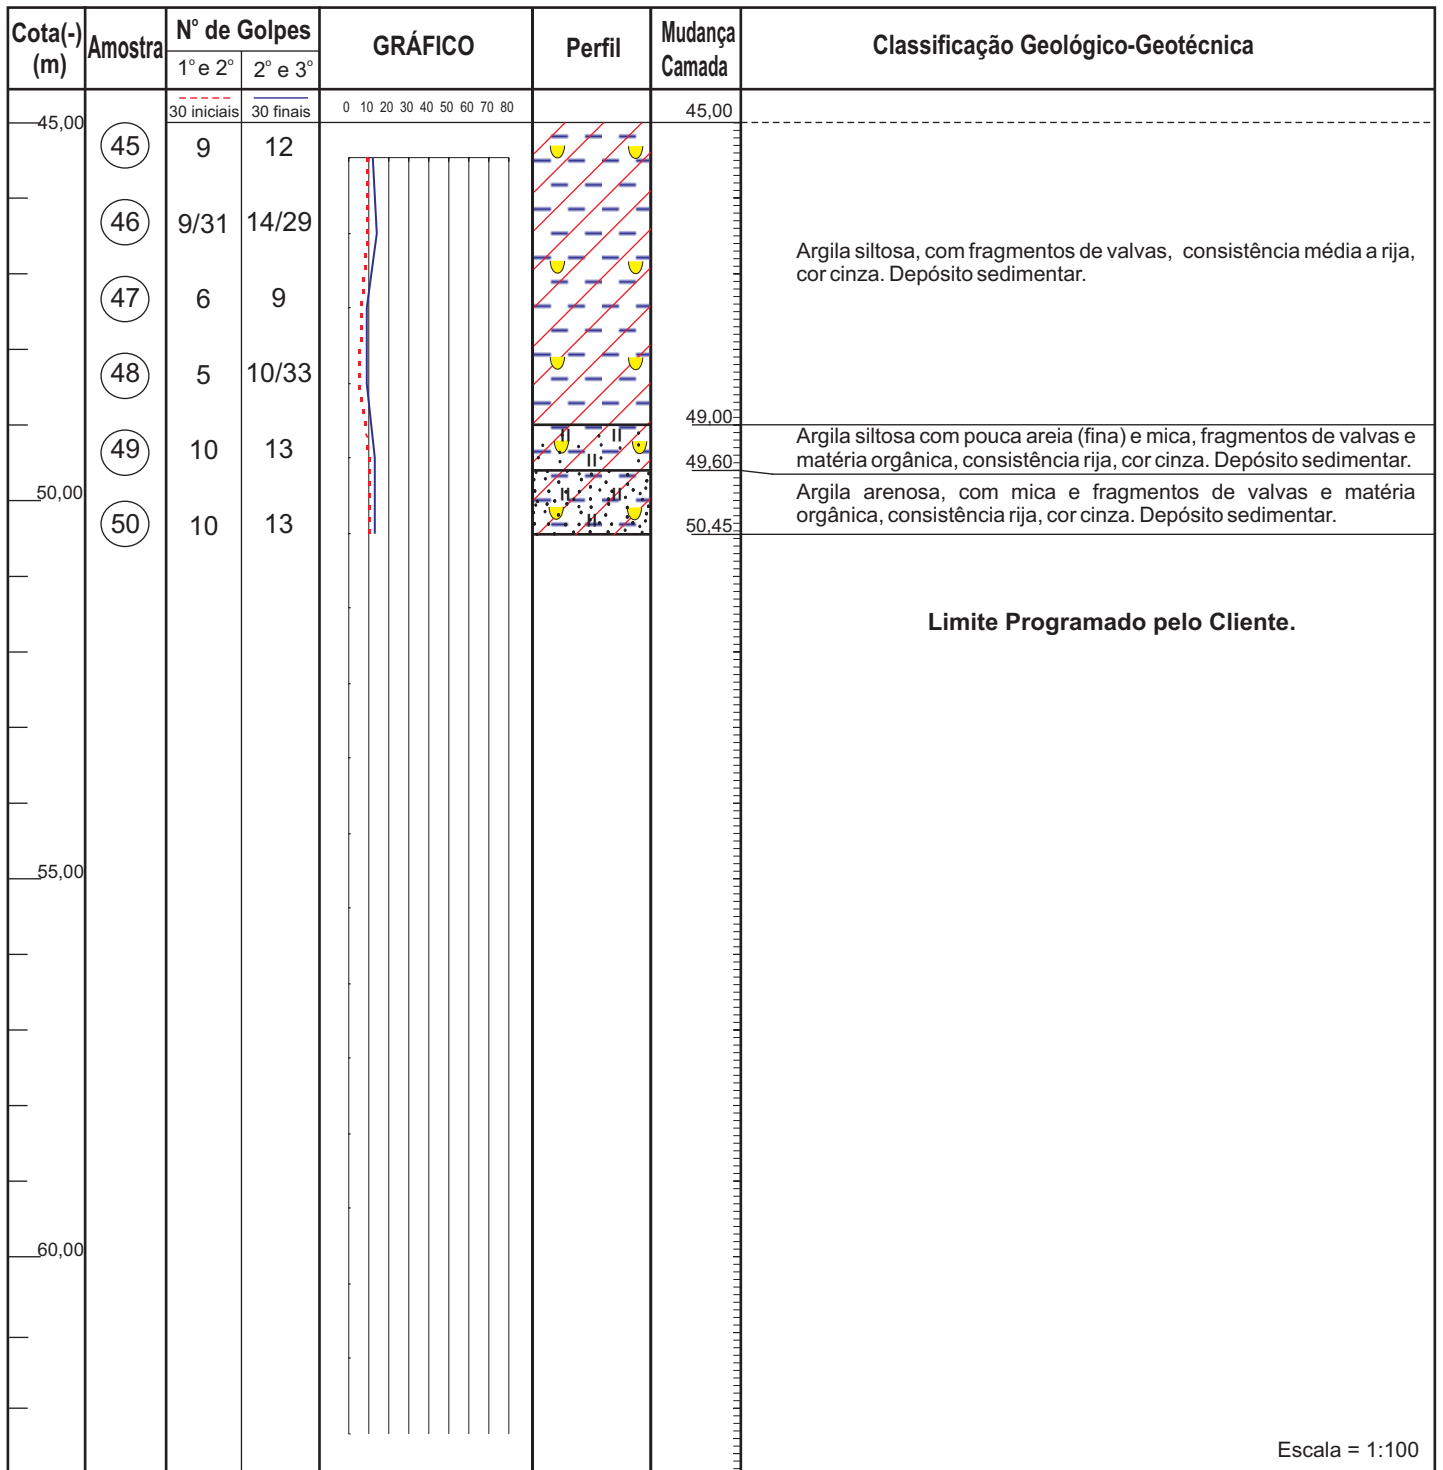 Cota(-)
(m)
Amostra
N° de Golpes
1° e 2°
2° e 3°
GRÁFICO
Perfil
Mudança
Camada
Classificação Geológico-Geotécnica
30 iniciais
30 finais
0 10 20 30 40 50 60 70 80
45,00
45,00
45 9 12
46 9/31 14/29
Argila siltosa, com fragmentos de valvas, consistência média a rija,
cor cinza. Depósito sedimentar.
47 6 9
48 5 10/33
49,00
Argila siltosa com pouca areia (fina) e mica, fragmentos de valvas e
matéria orgânica, consistência rija, cor cinza. Depósito sedimentar.
49 10 13
49,60
50,00
Argila arenosa, com mica e fragmentos de valvas e matéria
orgânica, consistência rija, cor cinza. Depósito sedimentar.
50 10 13
50,45
Limite Programado pelo Cliente.
55,00
60,00
Escala = 1:100